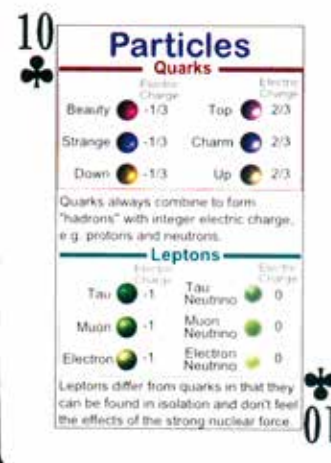 10
Particles
Quarks
Electric Charge Electric Charge
Beauty -1/3 Top 2/3
Strange -1/3 Charm 2/3
Down -1/3 Up 2/3
Quarks always combine to form
"hadrons" with integer electric charge,
e.g. protons and neutrons.
Leptons
Electric Charge Electric Charge
Tau -1 Tau Neutrino 0
Muon -1 Muon Neutrino 0
Electron -1 Electron Neutrino 0
Leptons differ from quarks in that they
can be found in isolation and don't feel
the effects of the strong nuclear force.
10